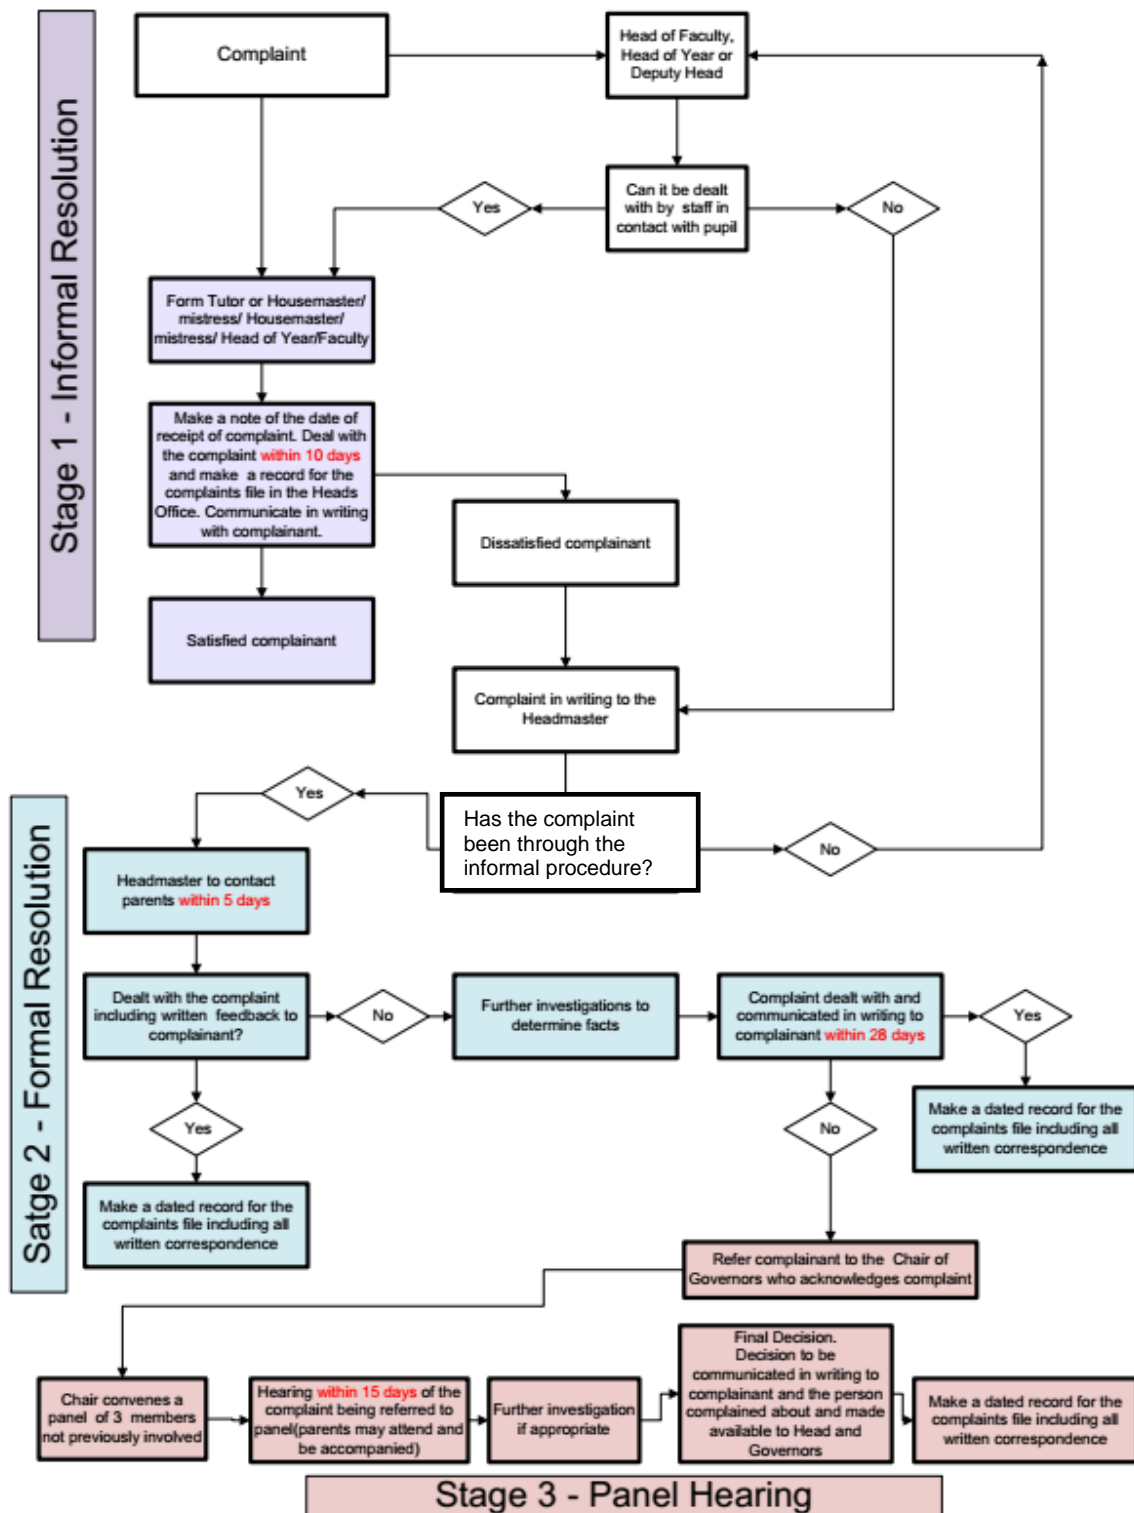 Stage 1 - Informal Resolution
Complaint
Head of Faculty,
Head of Year or
Deputy Head
Can it be dealt
with by staff in
contact with pupil
Yes
No
Form Tutor or Housemaster/
mistress/ Housemaster/
mistress/ Head of Year/Faculty
Make a note of the date of
receipt of complaint. Deal with
the complaint within 10 days
and make a record for the
complaints file in the Heads
Office. Communicate in writing
with complainant.
Dissatisfied complainant
Satisfied complainant
Complaint in writing to the
Headmaster
Satge 2 - Formal Resolution
Yes
Has the complaint
been through the
informal procedure?
No
Headmaster to contact
parents within 5 days
Dealt with the complaint
including written feedback to
complainant?
No
Further investigations to
determine facts
Complaint dealt with and
communicated in writing to
complainant within 28 days
Yes
Yes
No
Make a dated record for the
complaints file including all
written correspondence
Make a dated record for the
complaints file including all
written correspondence
Refer complainant to the Chair of
Governors who acknowledges complaint
Chair convenes a
panel of 3 members
not previously involved
Hearing within 15 days of the
complaint being referred to
panel(parents may attend and
be accompanied)
Further investigation
if appropriate
Final Decision.
Decision to be
communicated in writing to
complainant and the person
complained about and made
available to Head and
Governors
Make a dated record for the
complaints file including all
written correspondence
Stage 3 - Panel Hearing